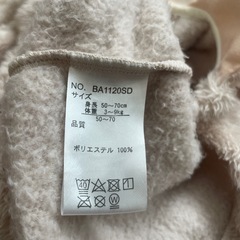 NO. BA1120SD
サイズ
身長 50～70cm
体重 3～9kg
50－70
品質
ポリエステル 100%